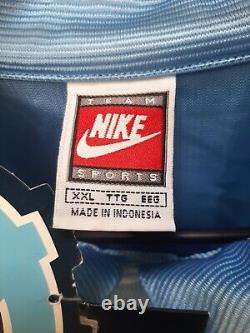 TEAM
NIKE
SPORTS
XXL TTG EEG
MADE IN INDONESIA